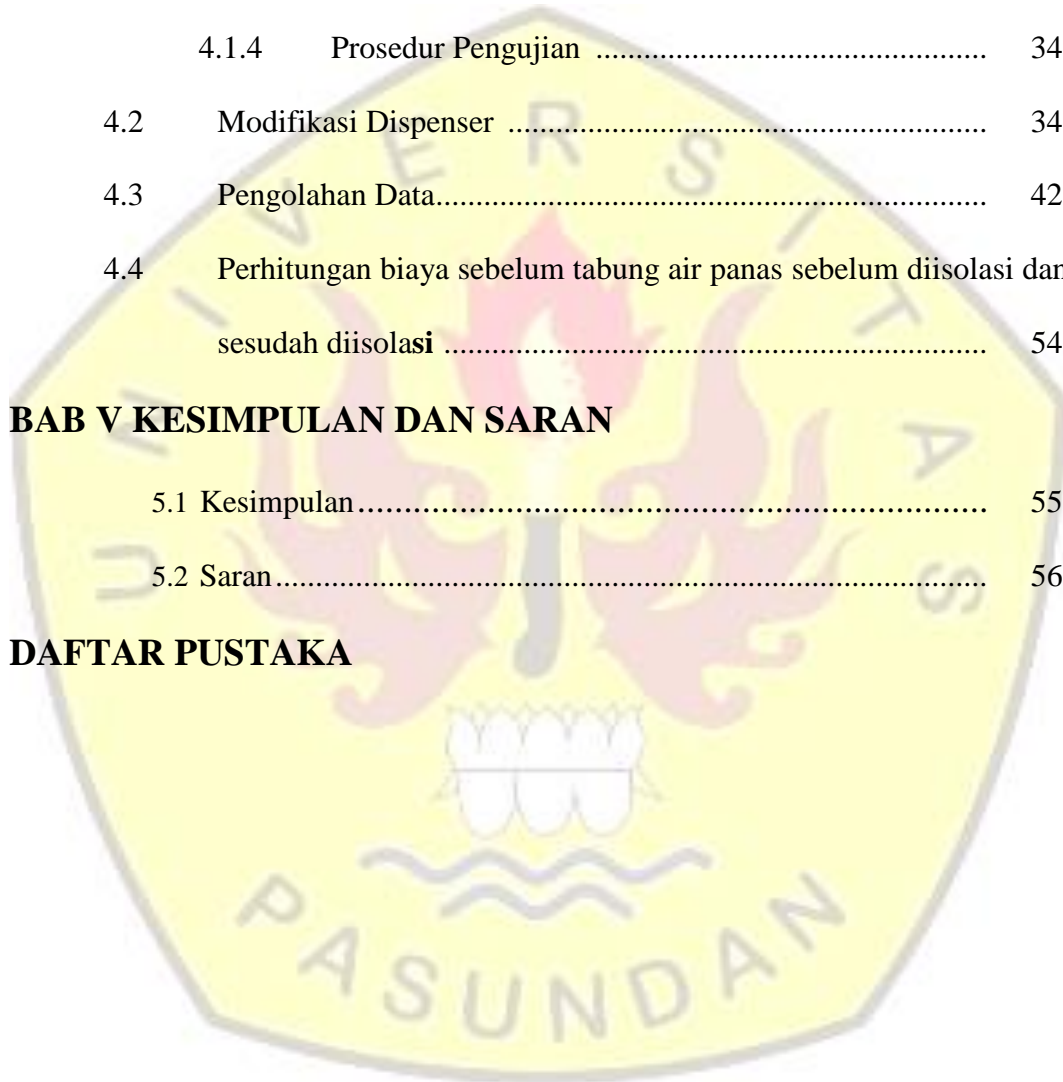 4.1.4 Prosedur Pengujian ................................................ 34
4.2 Modifikasi Dispenser ........................................................... 34
4.3 Pengolahan Data.................................................................... 42
4.4 Perhitungan biaya sebelum tabung air panas sebelum diisolasi dan
sesudah diisolasi ................................................................... 54
BAB V KESIMPULAN DAN SARAN
5.1 Kesimpulan.......................................................................... 55
5.2 Saran........................................................................................ 56
DAFTAR PUSTAKA
UNIVERSITAS
PASUNDAN